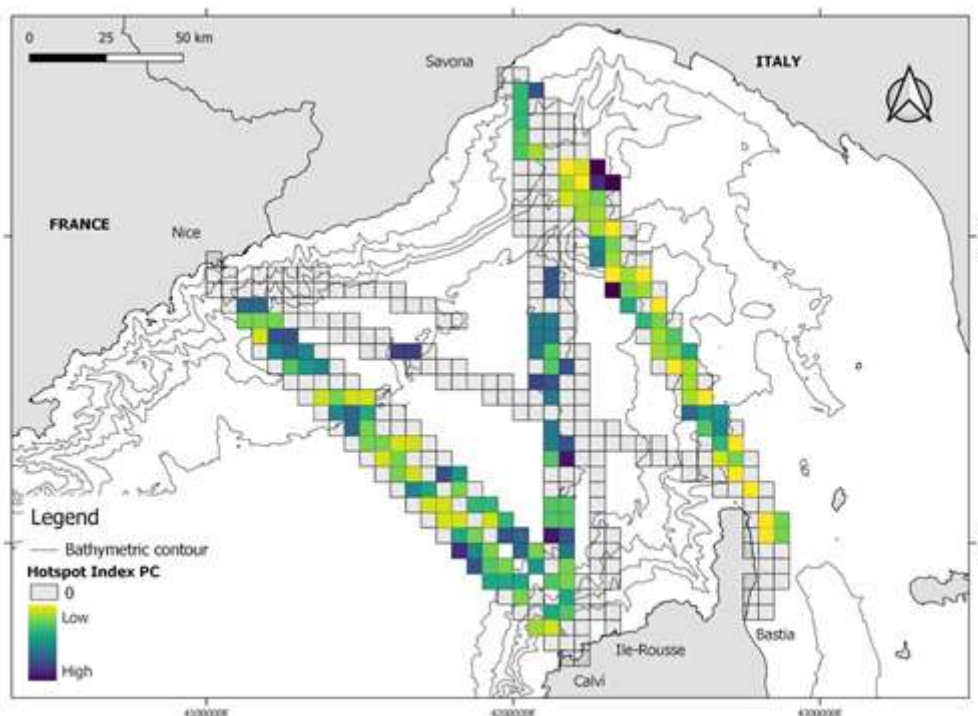 0 25 50 km
Savona
ITALY
FRANCE
Nice
Legend
Bathymetric contour
Hotspot Index PC
0
Low
High
Ile-Rousse
Bastia
Calvi